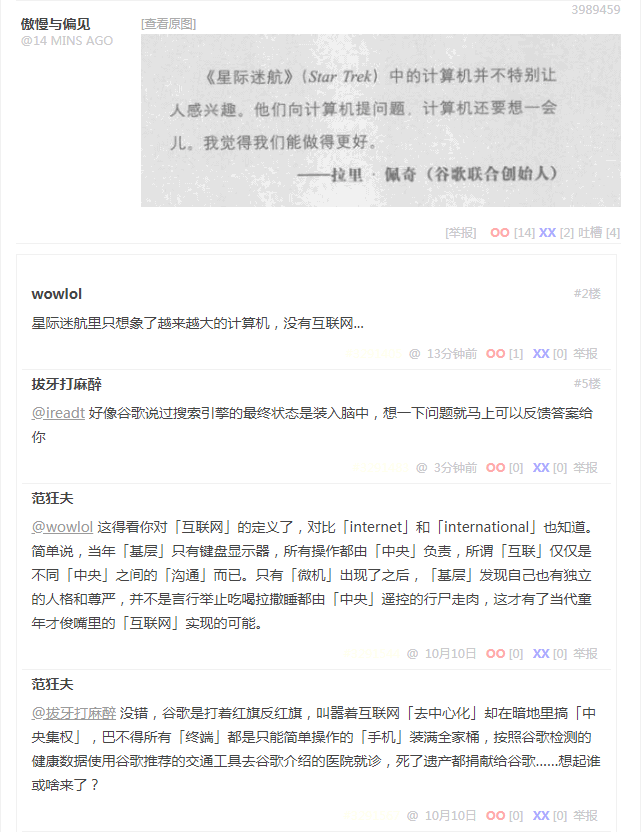 3989459
傲慢与偏见
[查看原图]
@14 MINS AGO
《星际迷航》(Star Trek) 中的计算机并不特别让
人感兴趣。他们向计算机提问题，计算机还要想一会
儿。我觉得我们能做得更好。
——拉里·佩奇（谷歌联合创始人）
[举报] OO [14] XX [2] 吐槽 [4]
wowlol
#2楼
星际迷航里只想象了越来越大的计算机，没有互联网...
@ 13分钟前 OO [1] XX [0] 举报
拔牙打麻醉
#5楼
@ireadt 好像谷歌说过搜索引擎的最终状态是装入脑中，想一下问题就马上可以反馈答案给
你
@ 3分钟前 OO [0] XX [0] 举报
范狂夫
@wowlol 这得看你对「互联网」的定义了，对比「internet」和「international」也知道。
简单说，当年「基层」只有键盘显示器，所有操作都由「中央」负责，所谓「互联」仅仅是
不同「中央」之间的「沟通」而已。只有「微机」出现了之后，「基层」发现自己也有独立
的人格和尊严，并不是言行举止吃喝拉撒睡都由「中央」遥控的行尸走肉，这才有了当代童
年才俊嘴里的「互联网」实现的可能。
@ 10月10日 OO [0] XX [0] 举报
范狂夫
@拔牙打麻醉 没错，谷歌是打着红旗反红旗，叫嚣着互联网「去中心化」却在暗地里搞「中
央集权」，巴不得所有「终端」都是只能简单操作的「手机」装满全家桶，按照谷歌检测的
健康数据使用谷歌推荐的交通工具去谷歌介绍的医院就诊，死了遗产都捐献给谷歌......想起谁
或啥来了？
@ 10月10日 OO [0] XX [0] 举报